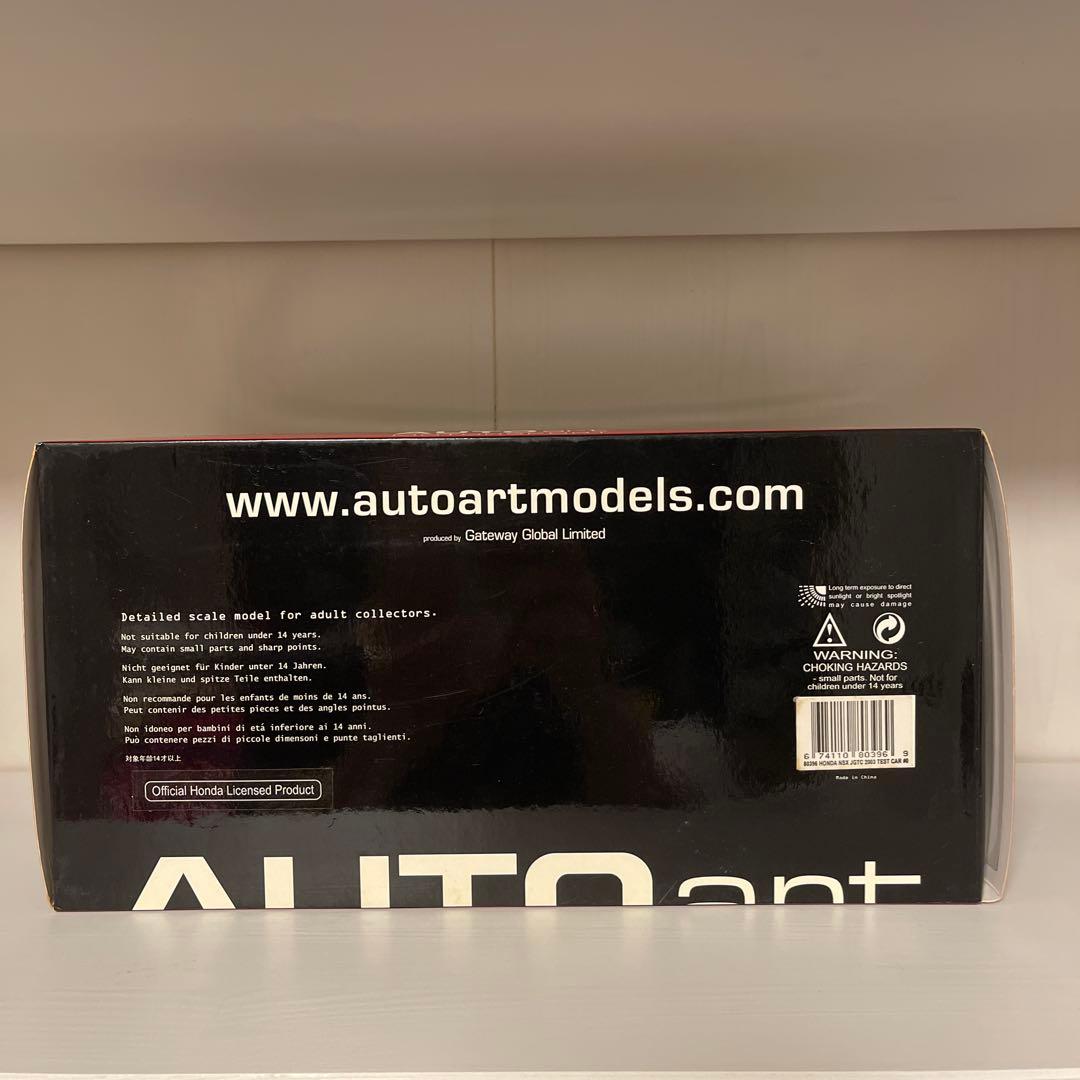 www.autoartmodels.com
produced by Gateway Global Limited
Detailed scale model for adult collectors.
Not suitable for children under 14 years.
May contain small parts and sharp points.
Nicht geeignet für Kinder unter 14 Jahren.
Kann kleine und spitze Teile enthalten.
Non recommande pour les enfants de moins de 14 ans.
Peut contenir des petites pieces et des angles pointus.
Non idoneo per bambini di etá inferiore ai 14 anni.
Può contenere pezzi di piccole dimensoni e punte taglienti.
対象年齢14才以上
Official Honda Licensed Product
Long term exposure to direct
sunlight or bright spotlight
may cause damage
WARNING:
CHOKING HAZARDS
- small parts. Not for
children under 14 years
6 74110 80396 9
80396 HONDA NSX JGTC 2003 TEST CAR #0
Made in China
AUTOart